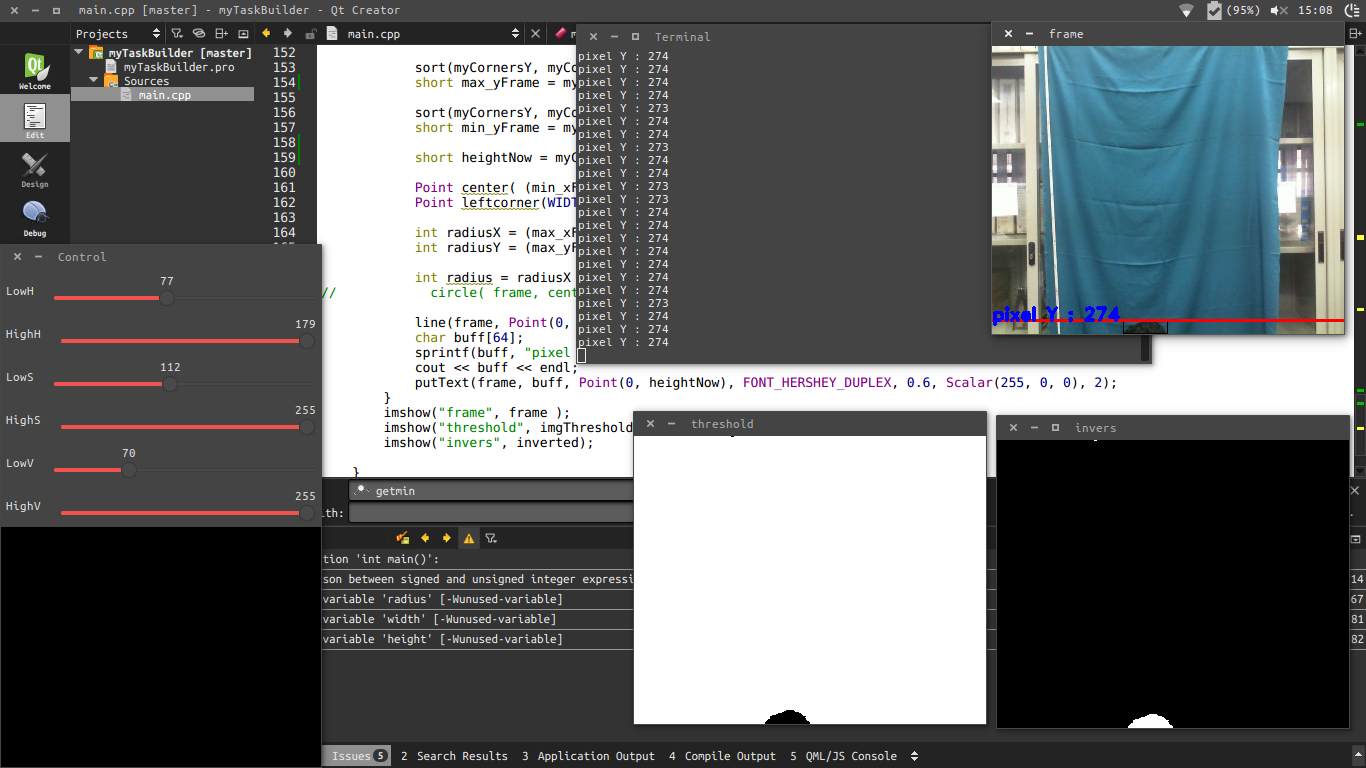 main.cpp [master] - myTaskBuilder - Qt Creator
(95%) 15:08
Projects
main.cpp
Terminal
frame
Welcome
Edit
Design
Debug
myTaskBuilder [master]
myTaskBuilder.pro
Sources
main.cpp
152
153 sort(myCornersY, myCo
154 short max_yFrame = my
155
156 sort(myCornersY, myCo
157 short min_yFrame = my
158
159 short heightNow = myC
160
161 Point center( (min_xF
162 Point leftcorner(WIDT
163
164 int radiusX = (max_xF
int radiusY = (max_yF
int radius = radiusX
// circle( frame, cent
line(frame, Point(0,
char buff[64];
sprintf(buff, "pixel
cout << buff << endl;
putText(frame, buff, Point(0, heightNow), FONT_HERSHEY_DUPLEX, 0.6, Scalar(255, 0, 0), 2);
}
imshow("frame", frame );
imshow("threshold", imgThreshold
imshow("invers", inverted);
}
pixel Y : 274
pixel Y : 274
pixel Y : 274
pixel Y : 274
pixel Y : 273
pixel Y : 274
pixel Y : 274
pixel Y : 273
pixel Y : 274
pixel Y : 274
pixel Y : 273
pixel Y : 273
pixel Y : 274
pixel Y : 274
pixel Y : 274
pixel Y : 274
pixel Y : 274
pixel Y : 274
pixel Y : 274
pixel Y : 273
pixel Y : 274
pixel Y : 274
pixel Y : 274
pixel Y : 274
Control
LowH 77
HighH 179
LowS 112
HighS 255
LowV 70
HighV 255
threshold
invers
getmin
ith:
tion 'int main()':
son between signed and unsigned integer expressi
14
variable 'radius' [-Wunused-variable]
67
variable 'width' [-Wunused-variable]
81
variable 'height' [-Wunused-variable]
82
Issues 5
2 Search Results
3 Application Output
4 Compile Output
5 QML/JS Console